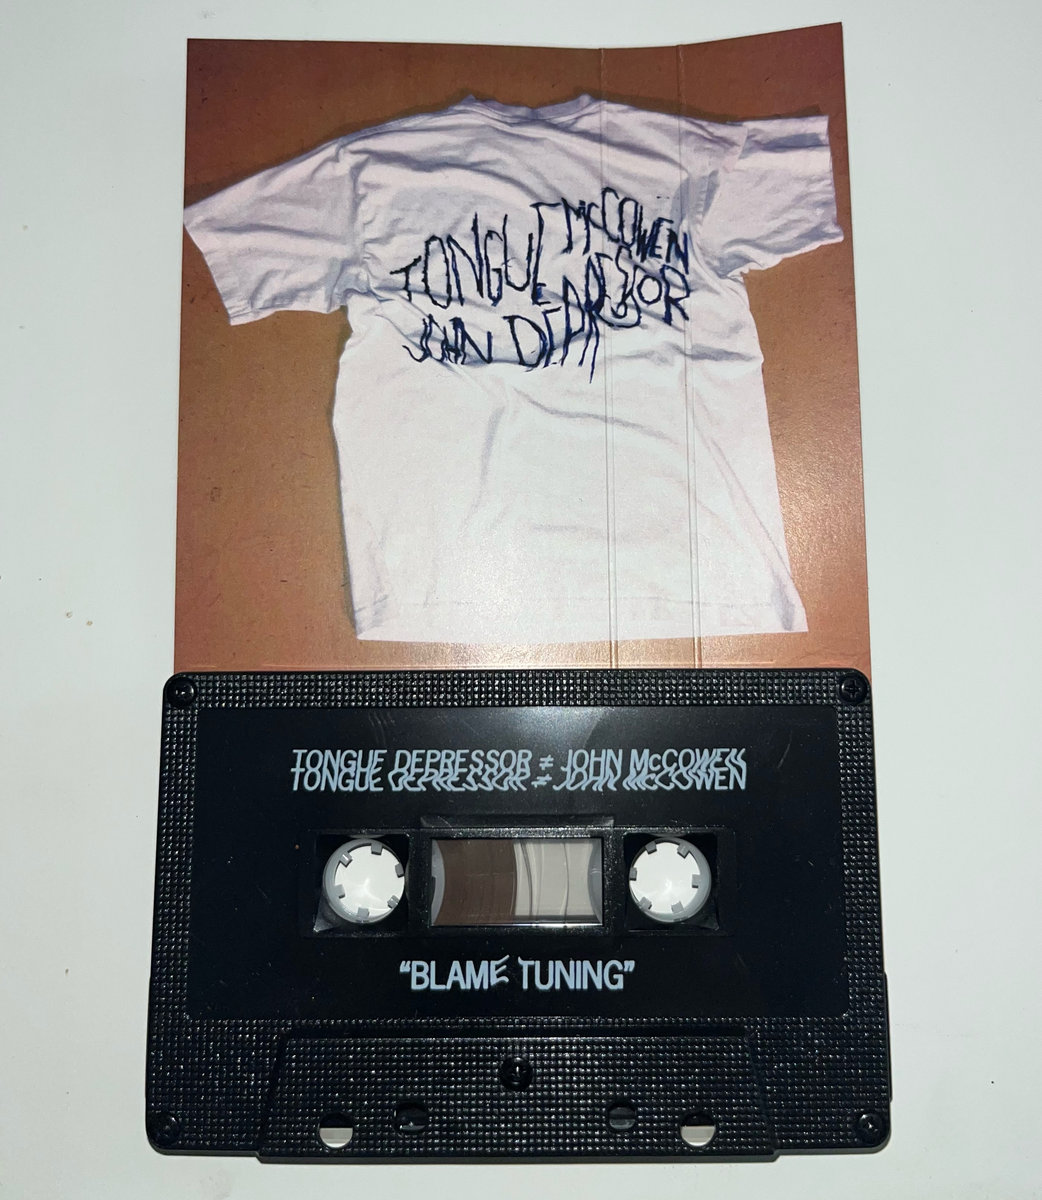 TONGUE McCOWEN
JOHN DEPRESSOR
TONGUE DEPRESSOR ≠ JOHN McCOWEN
TONGUE DEPRESSOR ≠ JOHN McCOWEN
“BLAME TUNING”